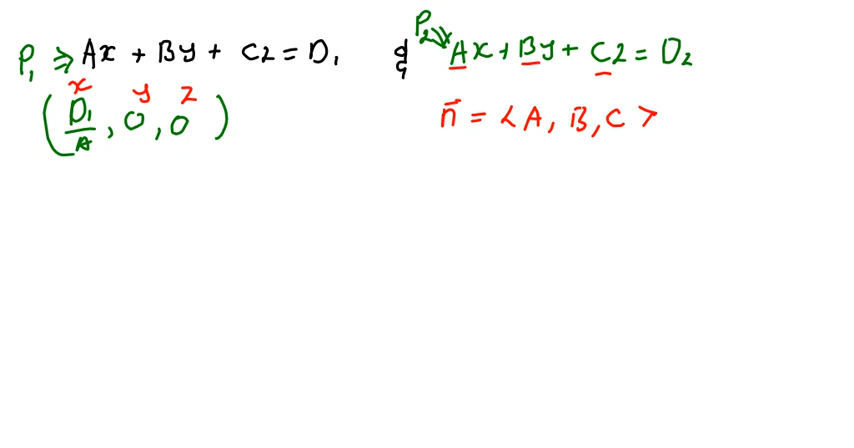 P₁ ⇒ Ax + By + Cz = D₁ & P₂ ⇒ Ax + By + Cz = D₂
x y z
(D₁/A, 0, 0) n⃗ = <A, B, C>